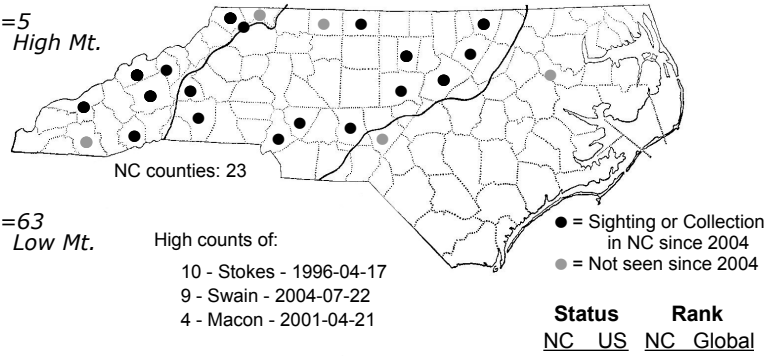 =5
High Mt.
NC counties: 23
=63
Low Mt.
High counts of:
10 - Stokes - 1996-04-17
9 - Swain - 2004-07-22
4 - Macon - 2001-04-21
= Sighting or Collection
in NC since 2004
= Not seen since 2004
Status Rank
NC US NC Global